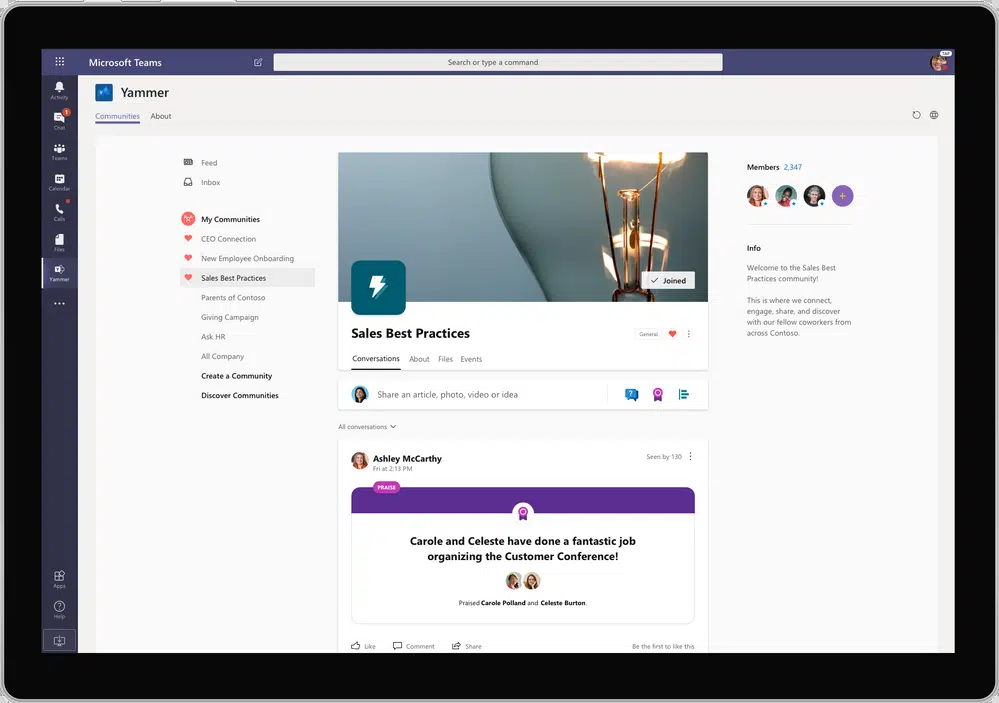 Microsoft Teams
Search or type a command
Activity
1
Chat
Teams
Calendar
Calls
Files
Yammer
Apps
Help
Yammer
Communities About
Feed
Inbox
My Communities
CEO Connection
New Employee Onboarding
Sales Best Practices
Parents of Contoso
Giving Campaign
Ask HR
All Company
Create a Community
Discover Communities
Joined
Sales Best Practices
General
Conversations About Files Events
Share an article, photo, video or idea
All conversations
Ashley McCarthy
Fri at 2:13 PM
Seen by 130
PRAISE
Carole and Celeste have done a fantastic job
organizing the Customer Conference!
Praised Carole Polland and Celeste Burton.
Like Comment Share Be the first to like this
Members 2,347
Info
Welcome to the Sales Best
Practices community!
This is where we connect,
engage, share, and discover
with our fellow coworkers from
across Contoso.